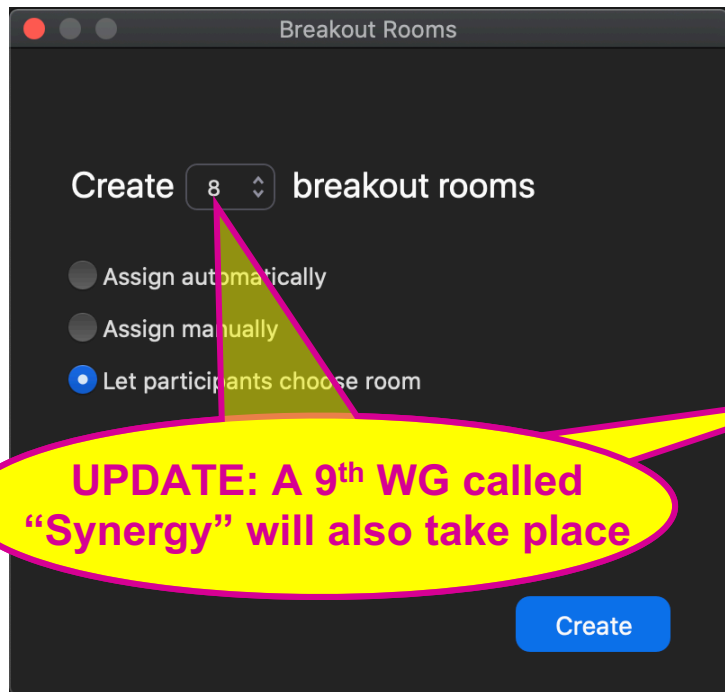 Breakout Rooms
Create 8 breakout rooms
Assign automatically
Assign manually
Let participants choose room
UPDATE: A 9th WG called
“Synergy” will also take place
Create